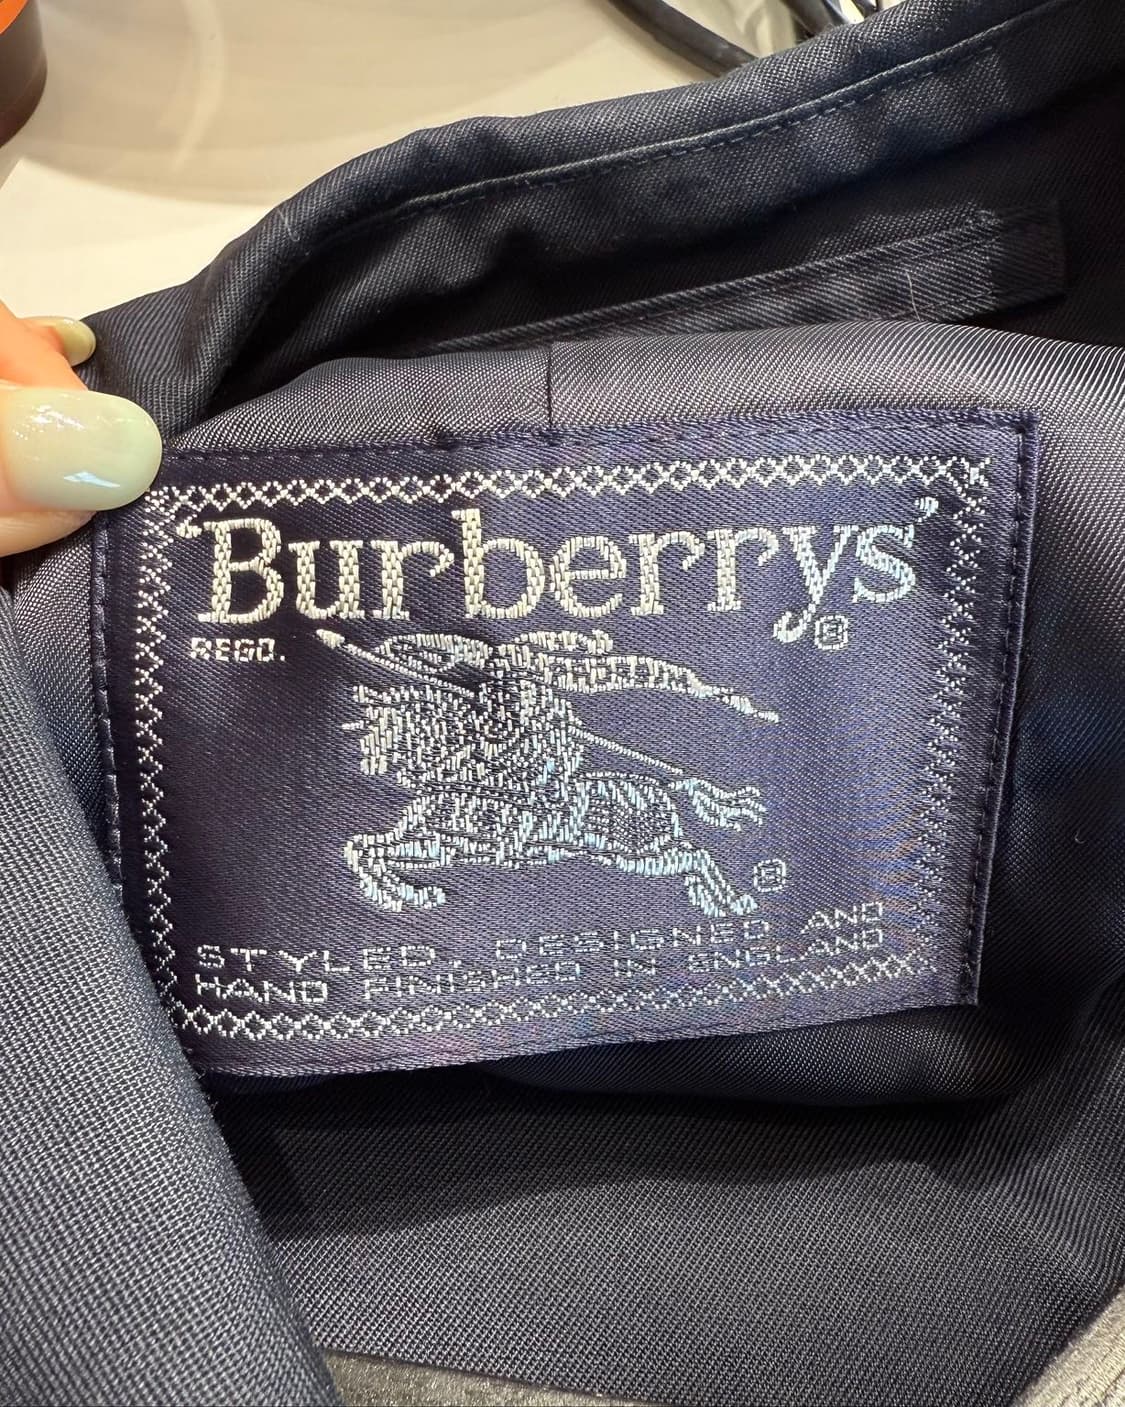 'Burberrys'
REGD. ®
®
STYLED, DESIGNED AND
HAND FINISHED IN ENGLAND